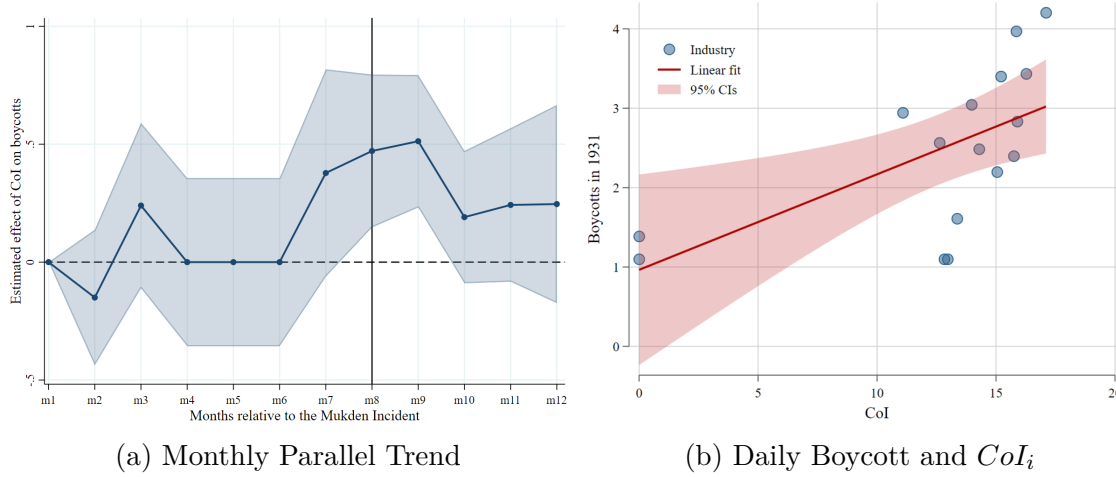 1
.5
0
-.5
Estimated effect of CoI on boycotts
m1 m2 m3 m4 m5 m6 m7 m8 m9 m10 m11 m12
Months relative to the Mukden Incident
(a) Monthly Parallel Trend
4
3
2
1
0
Boycotts in 1931
Industry
Linear fit
95% CIs
0 5 10 15 20
CoI
(b) Daily Boycott and CoI_i